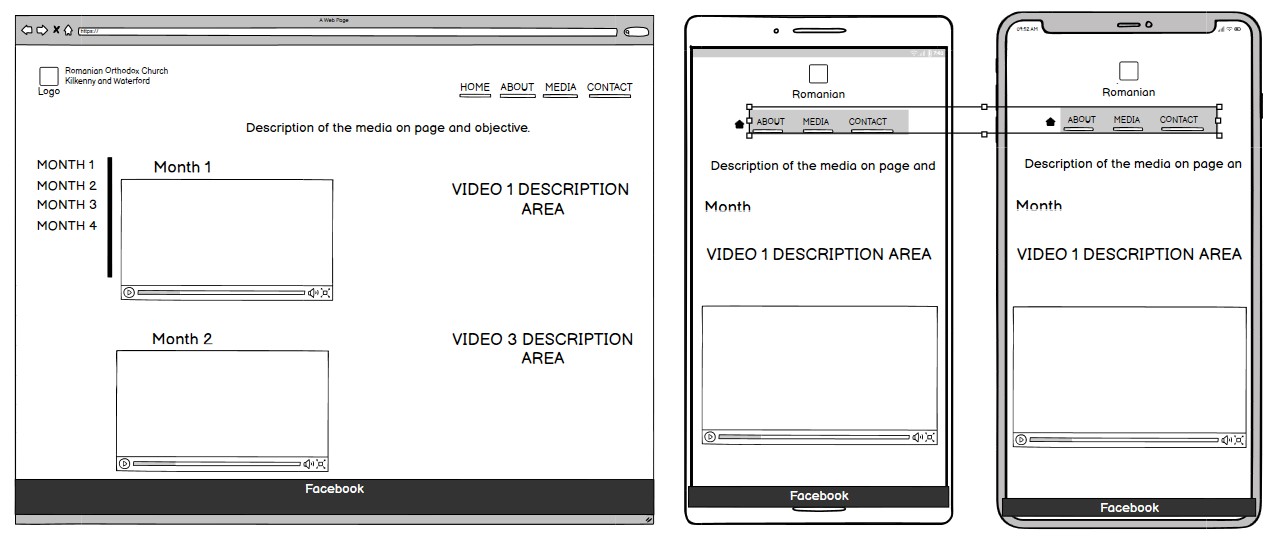 A Web Page
https://
Romanian Orthodox Church
Kilkenny and Waterford
Logo
HOME ABOUT MEDIA CONTACT
Description of the media on page and objective.
MONTH 1
MONTH 2
MONTH 3
MONTH 4
Month 1
VIDEO 1 DESCRIPTION
AREA
Month 2
VIDEO 3 DESCRIPTION
AREA
Facebook
Romanian
ABOUT MEDIA CONTACT
Description of the media on page and
Month
VIDEO 1 DESCRIPTION AREA
Facebook
09:52 AM
Romanian
ABOUT MEDIA CONTACT
Description of the media on page an
Month
VIDEO 1 DESCRIPTION AREA
Facebook